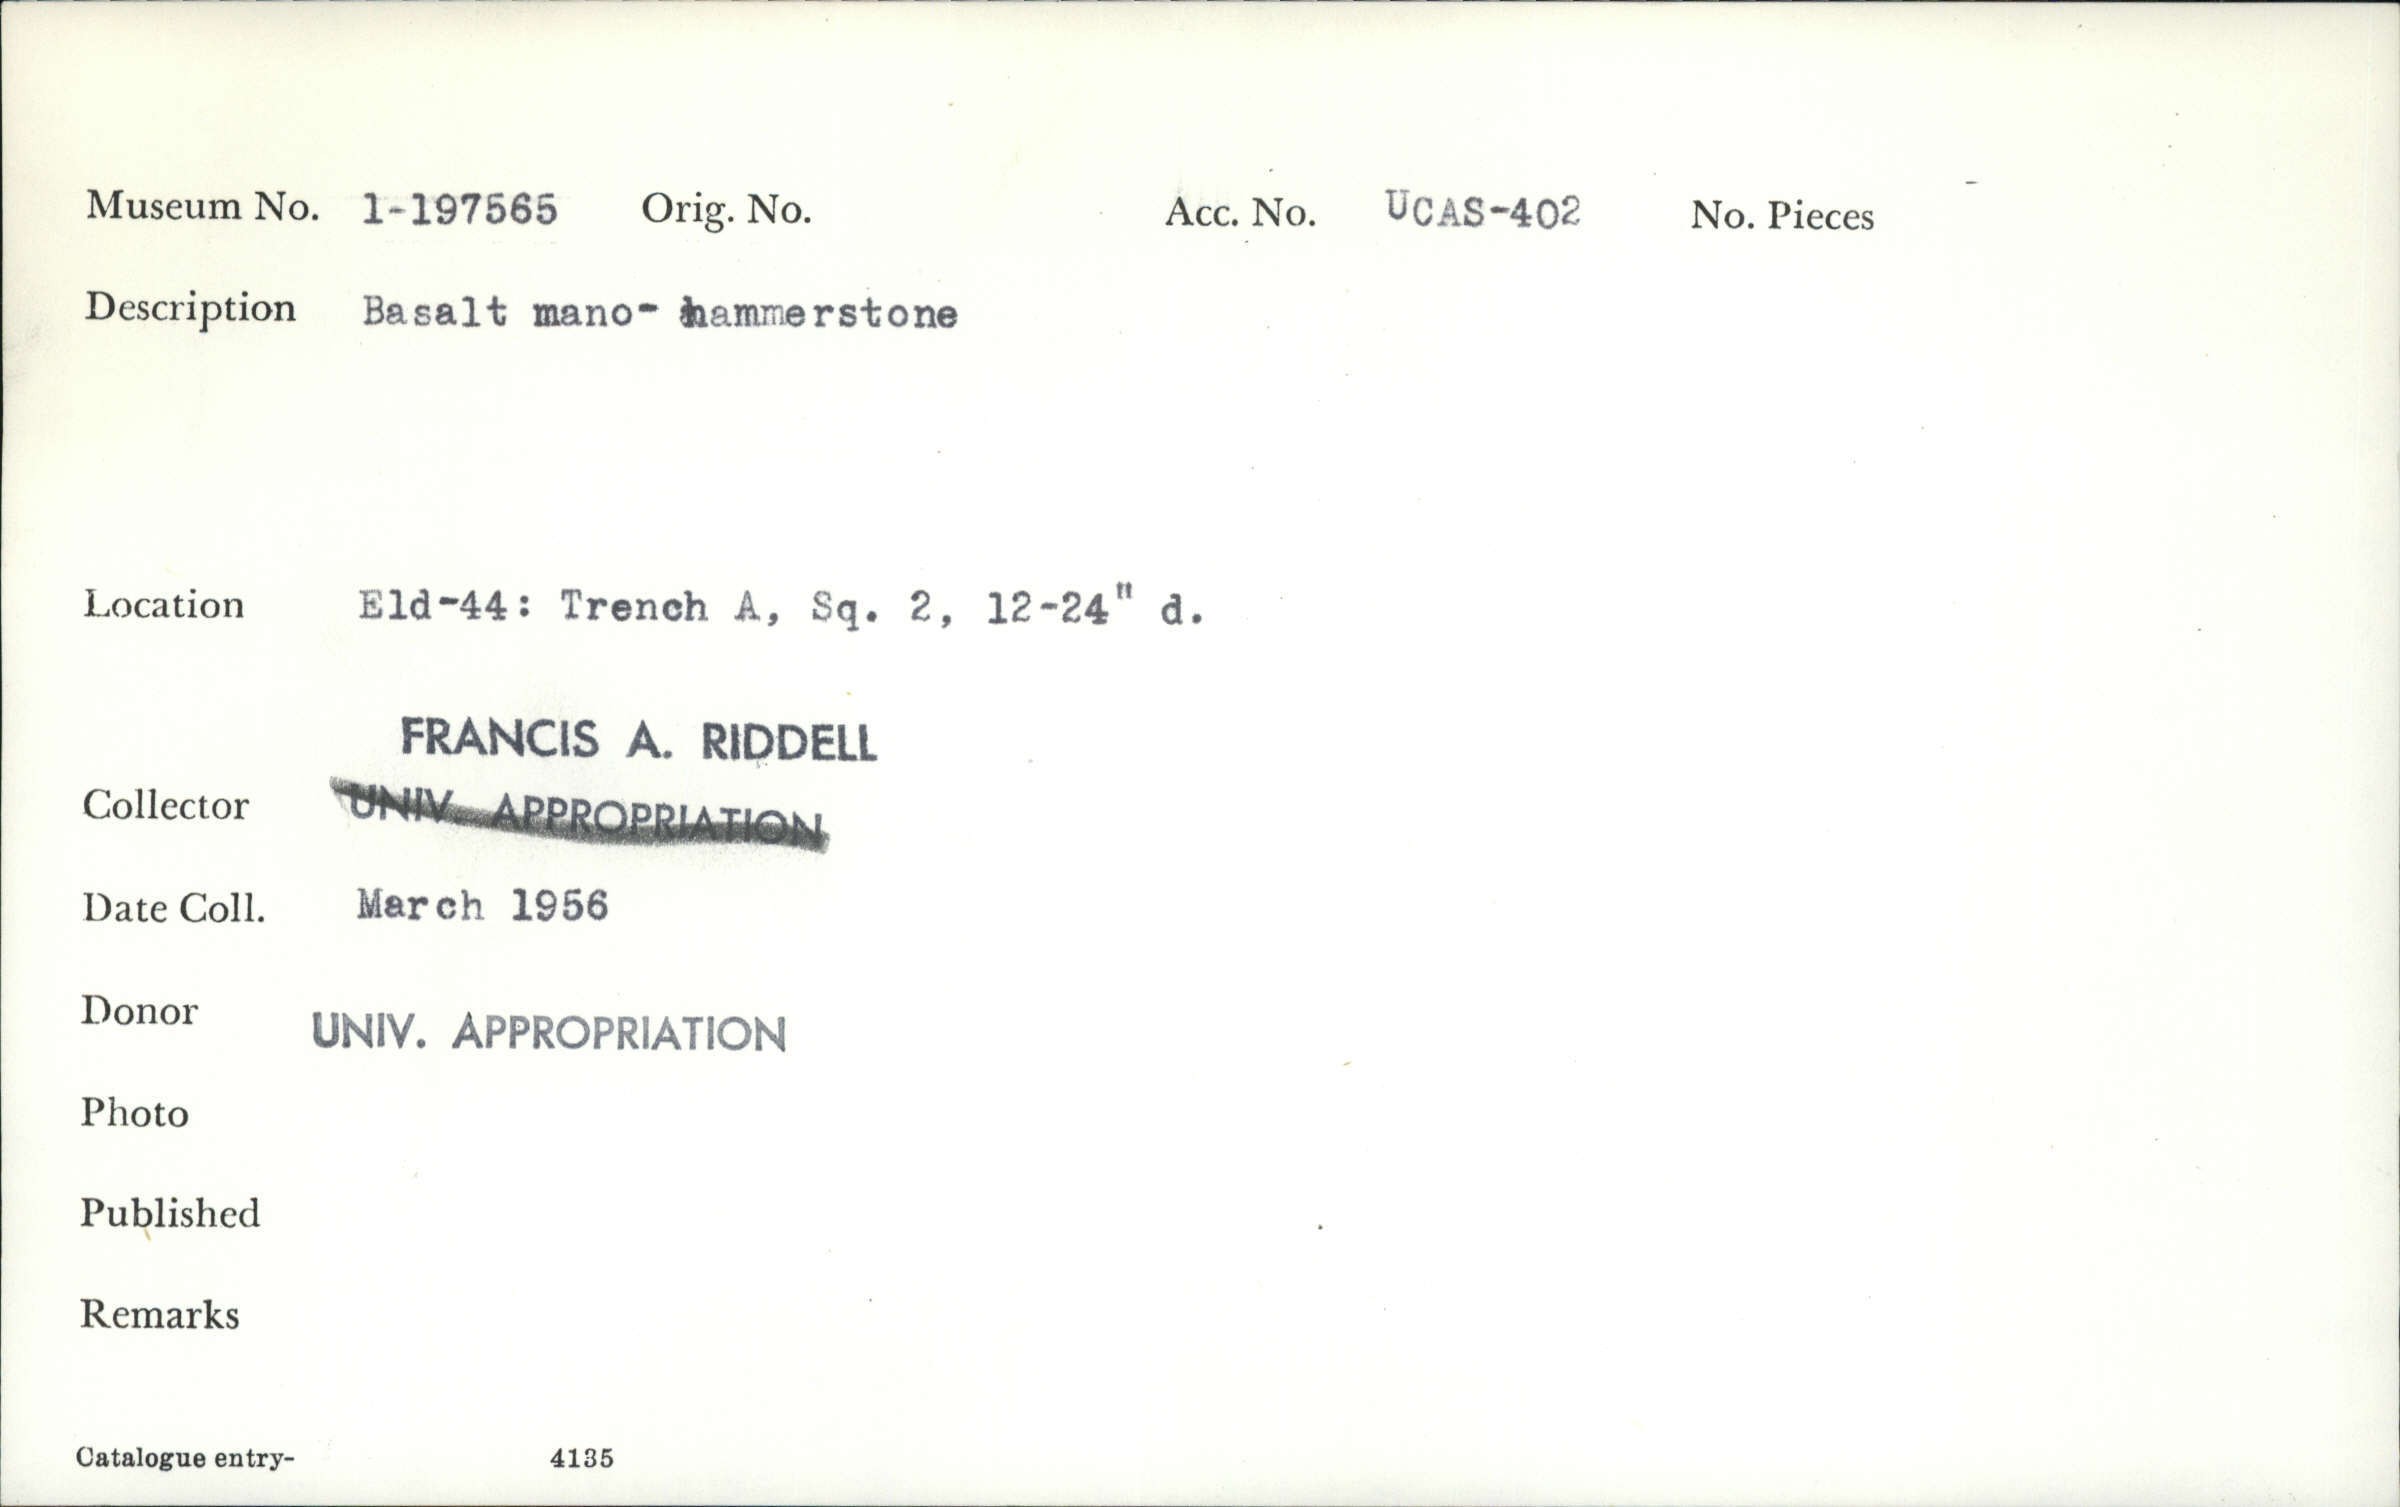 Museum No. 1-197565 Orig. No. Acc. No. UCAS-402 No. Pieces
Description Basalt mano- hammerstone
Location Eld-44: Trench A, Sq. 2, 12-24" d.
FRANCIS A. RIDDELL
Collector UNIV. APPROPRIATION
Date Coll. March 1956
Donor UNIV. APPROPRIATION
Photo
Published
Remarks
Catalogue entry- 4135